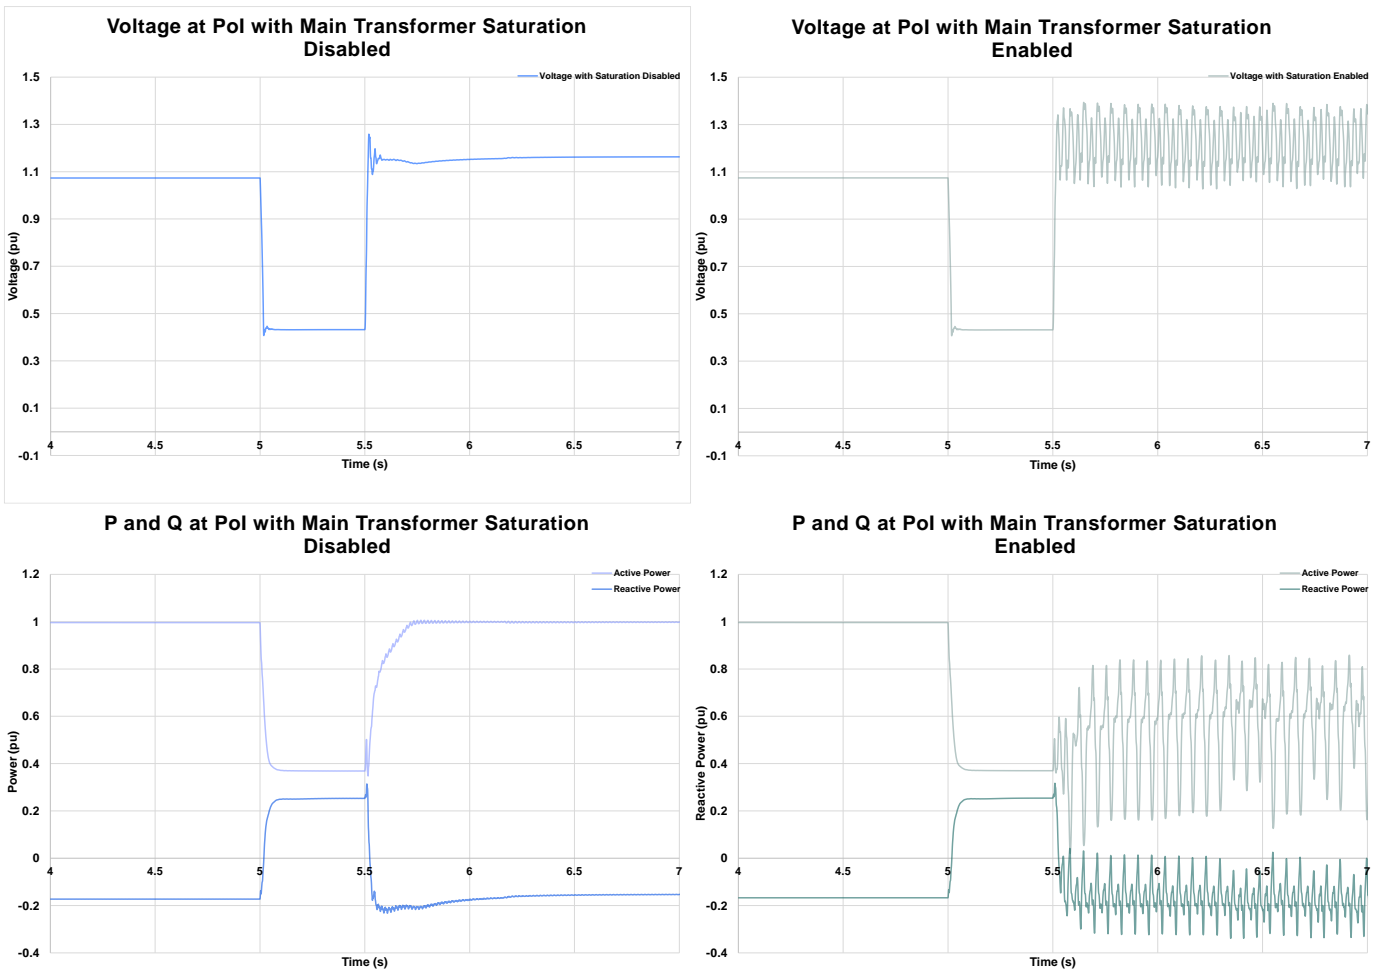 Voltage at PoI with Main Transformer Saturation
Disabled
Voltage with Saturation Disabled
1.5
1.3
1.1
0.9
0.7
0.5
0.3
0.1
-0.1
Voltage (pu)
4
4.5
5
5.5
6
6.5
7
Time (s)
Voltage at PoI with Main Transformer Saturation
Enabled
Voltage with Saturation Enabled
1.5
1.3
1.1
0.9
0.7
0.5
0.3
0.1
-0.1
Voltage (pu)
4
4.5
5
5.5
6
6.5
7
Time (s)
P and Q at PoI with Main Transformer Saturation
Disabled
Active Power
Reactive Power
1.2
1
0.8
0.6
0.4
0.2
0
-0.2
-0.4
Power (pu)
4
4.5
5
5.5
6
6.5
7
Time (s)
P and Q at PoI with Main Transformer Saturation
Enabled
Active Power
Reactive Power
1.2
1
0.8
0.6
0.4
0.2
0
-0.2
-0.4
Reactive Power (pu)
4
4.5
5
5.5
6
6.5
7
Time (s)